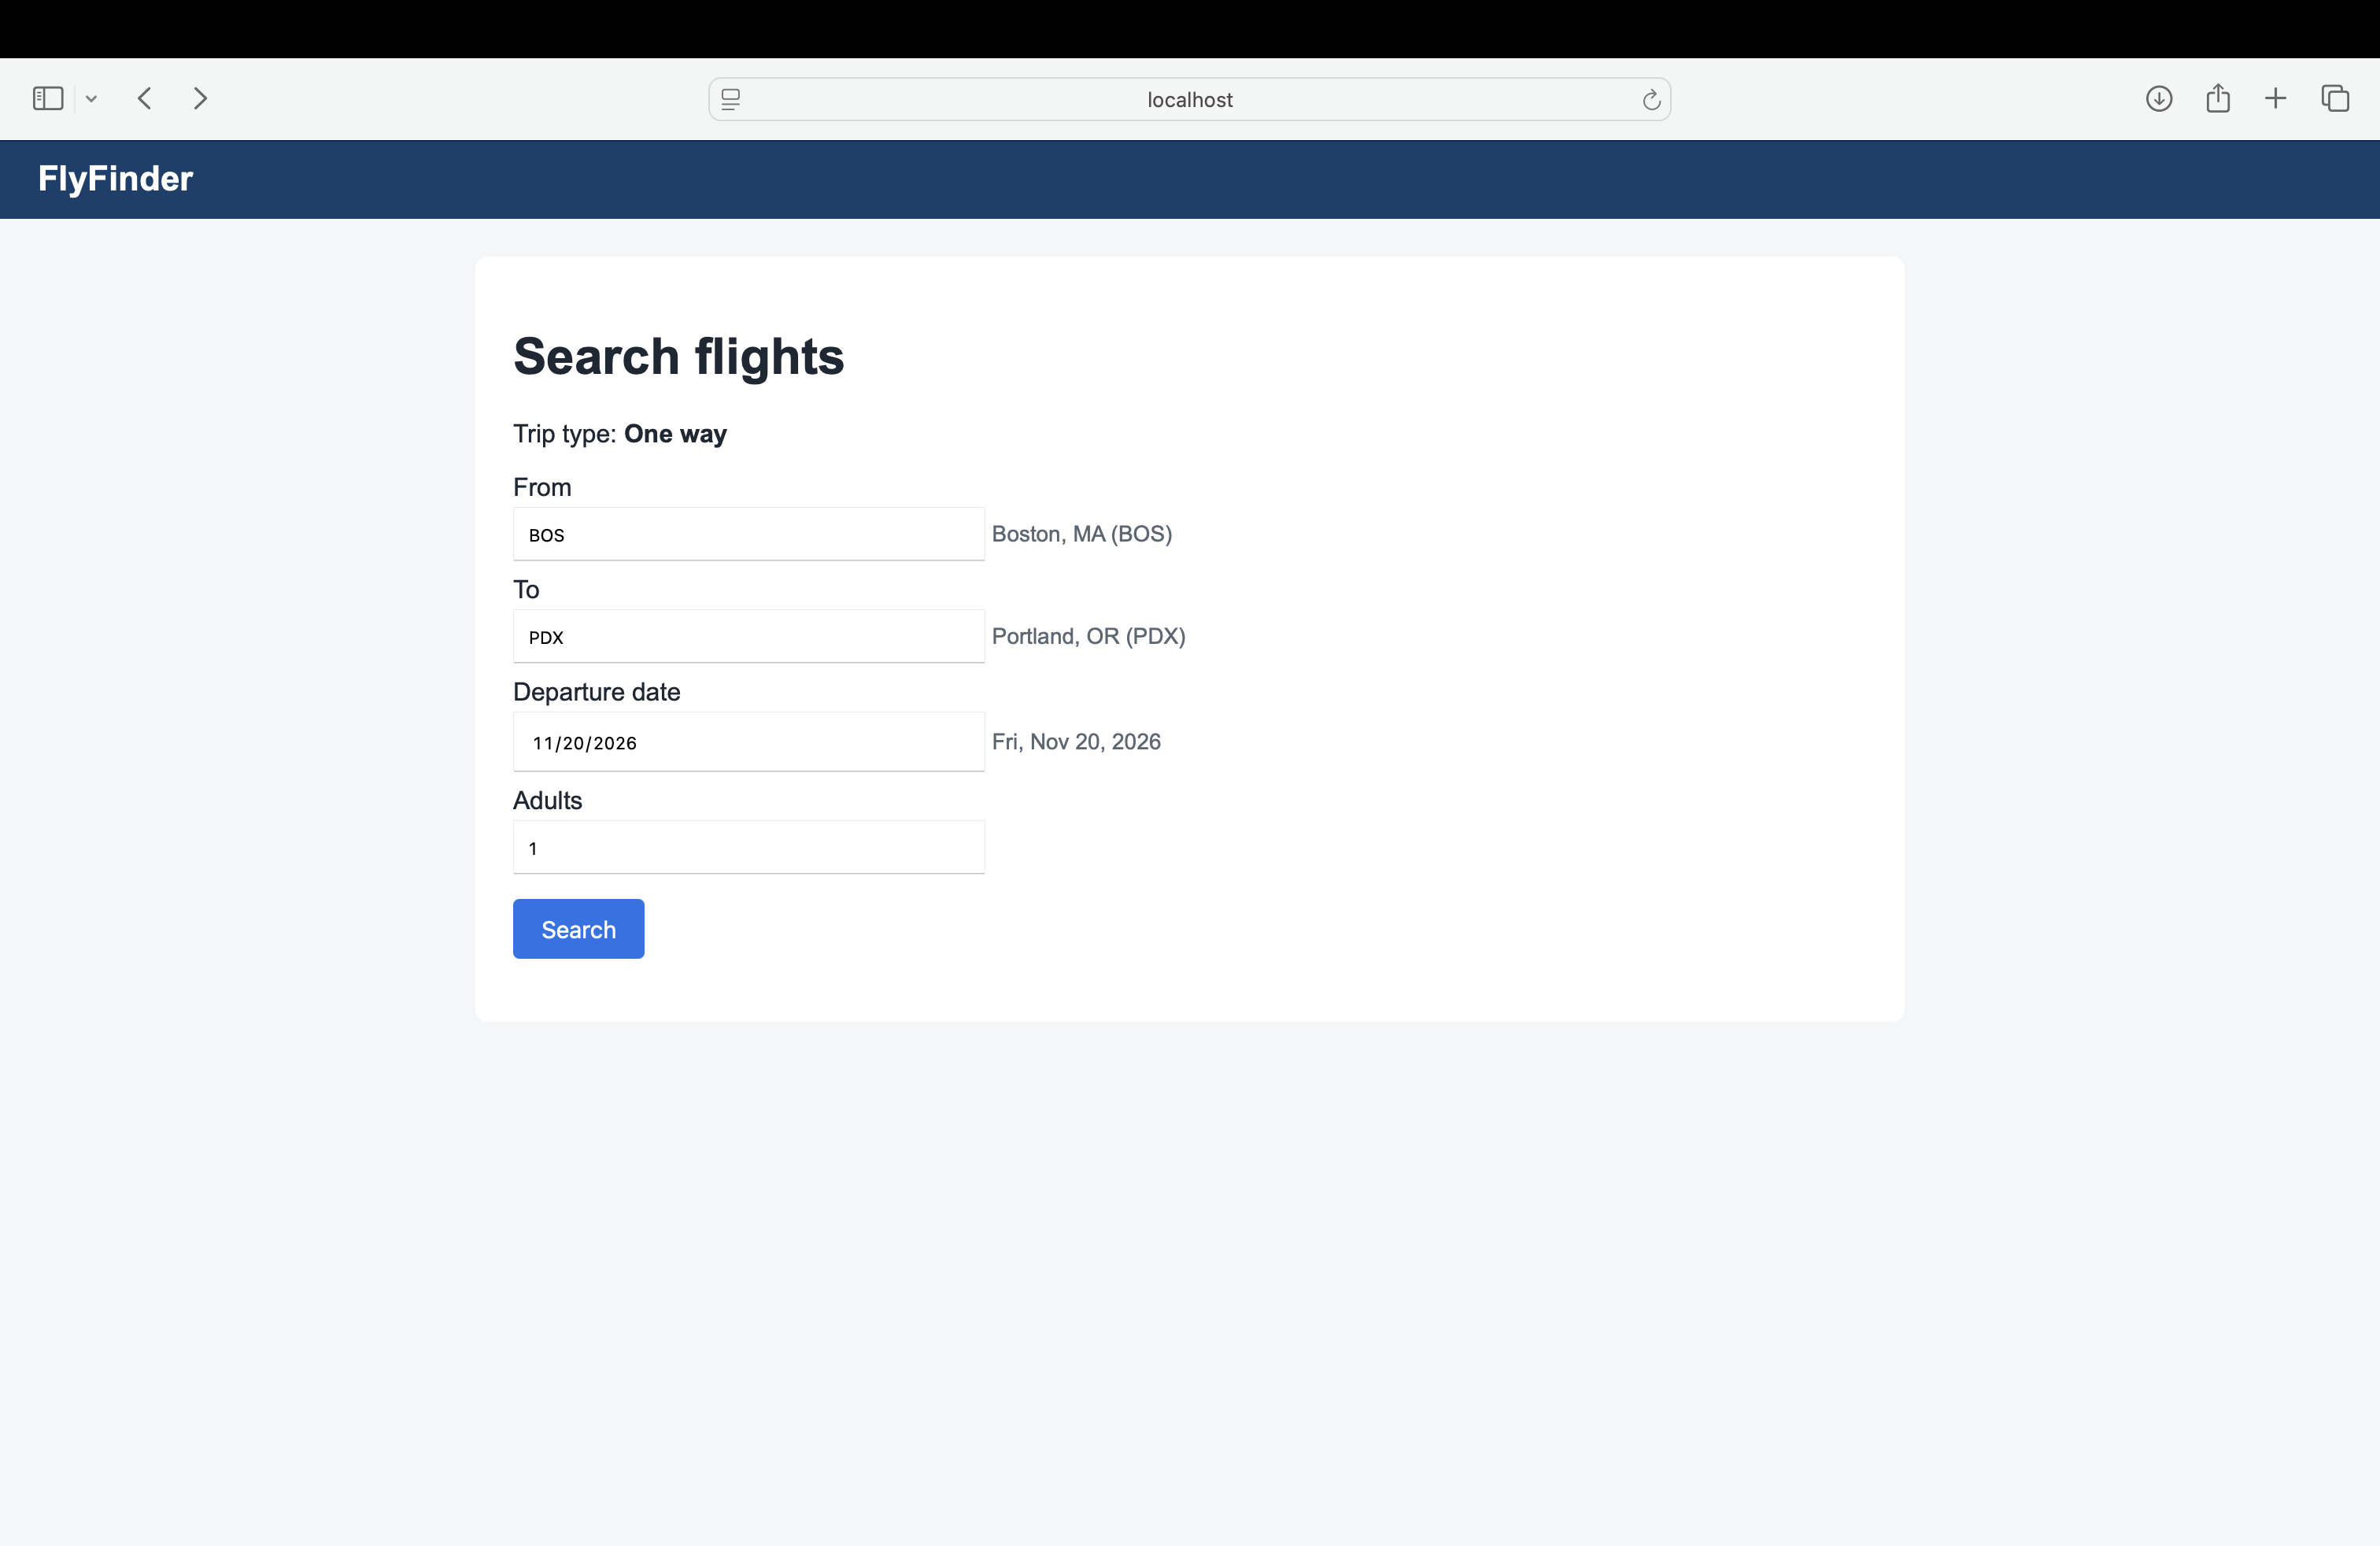 localhost
FlyFinder
Search flights
Trip type: One way
From
BOS Boston, MA (BOS)
To
PDX Portland, OR (PDX)
Departure date
11/20/2026 Fri, Nov 20, 2026
Adults
1
Search